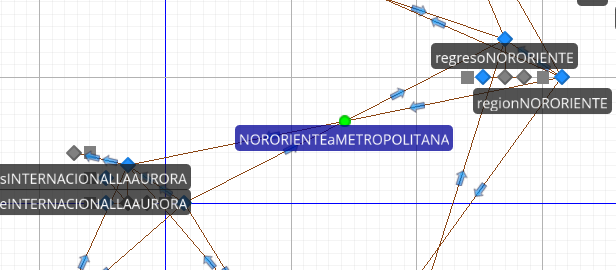 regresoNORORIENTE
regionNORORIENTE
NORORIENTEaMETROPOLITANA
sINTERNACIONALLAAURORA
eINTERNACIONALLAAURORA